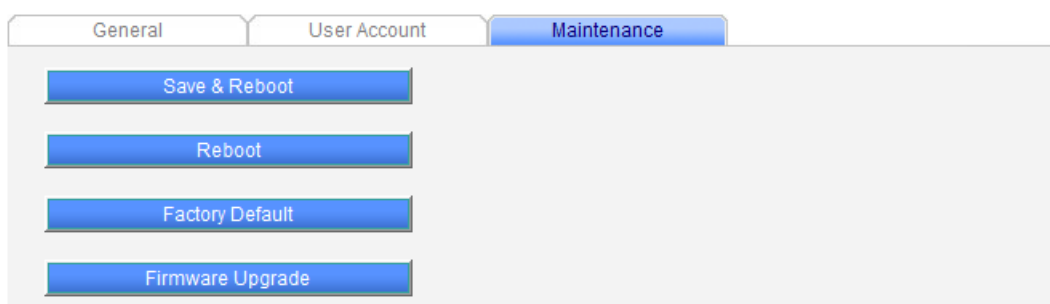 General User Account Maintenance
Save & Reboot
Reboot
Factory Default
Firmware Upgrade